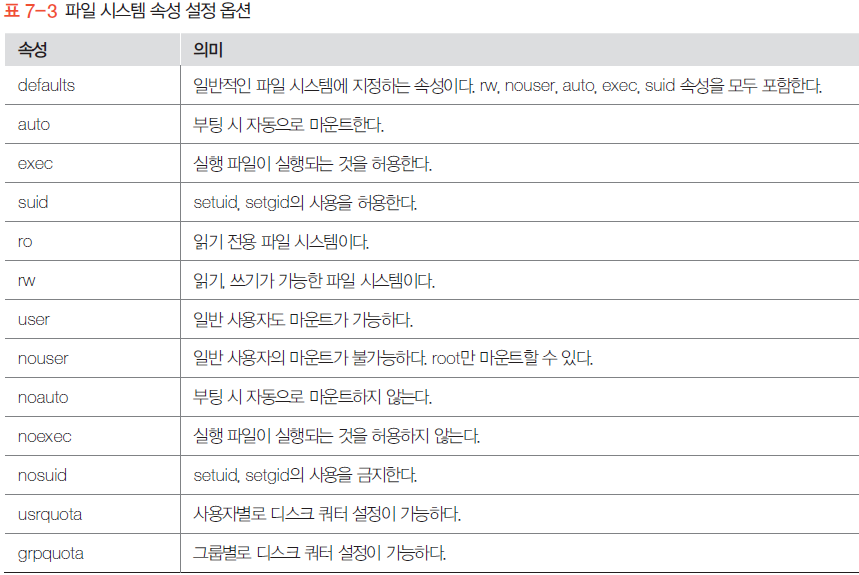 표 7-3 파일 시스템 속성 설정 옵션
속성 의미
defaults 일반적인 파일 시스템에 지정하는 속성이다. rw, nouser, auto, exec, suid 속성을 모두 포함한다.
auto 부팅 시 자동으로 마운트한다.
exec 실행 파일이 실행되는 것을 허용한다.
suid setuid, setgid의 사용을 허용한다.
ro 읽기 전용 파일 시스템이다.
rw 읽기, 쓰기가 가능한 파일 시스템이다.
user 일반 사용자도 마운트가 가능하다.
nouser 일반 사용자의 마운트가 불가능하다. root만 마운트할 수 있다.
noauto 부팅 시 자동으로 마운트하지 않는다.
noexec 실행 파일이 실행되는 것을 허용하지 않는다.
nosuid setuid, setgid의 사용을 금지한다.
usrquota 사용자별로 디스크 쿼터 설정이 가능하다.
grpquota 그룹별로 디스크 쿼터 설정이 가능하다.